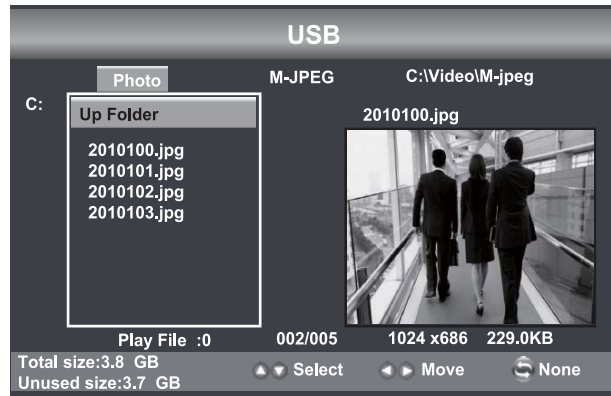 USB
Photo M-JPEG C:\Video\M-jpeg
C:
Up Folder
2010100.jpg
2010100.jpg
2010101.jpg
2010102.jpg
2010103.jpg
Play File :0 002/005 1024 x686 229.0KB
Total size:3.8 GB
Unused size:3.7 GB
Select Move None